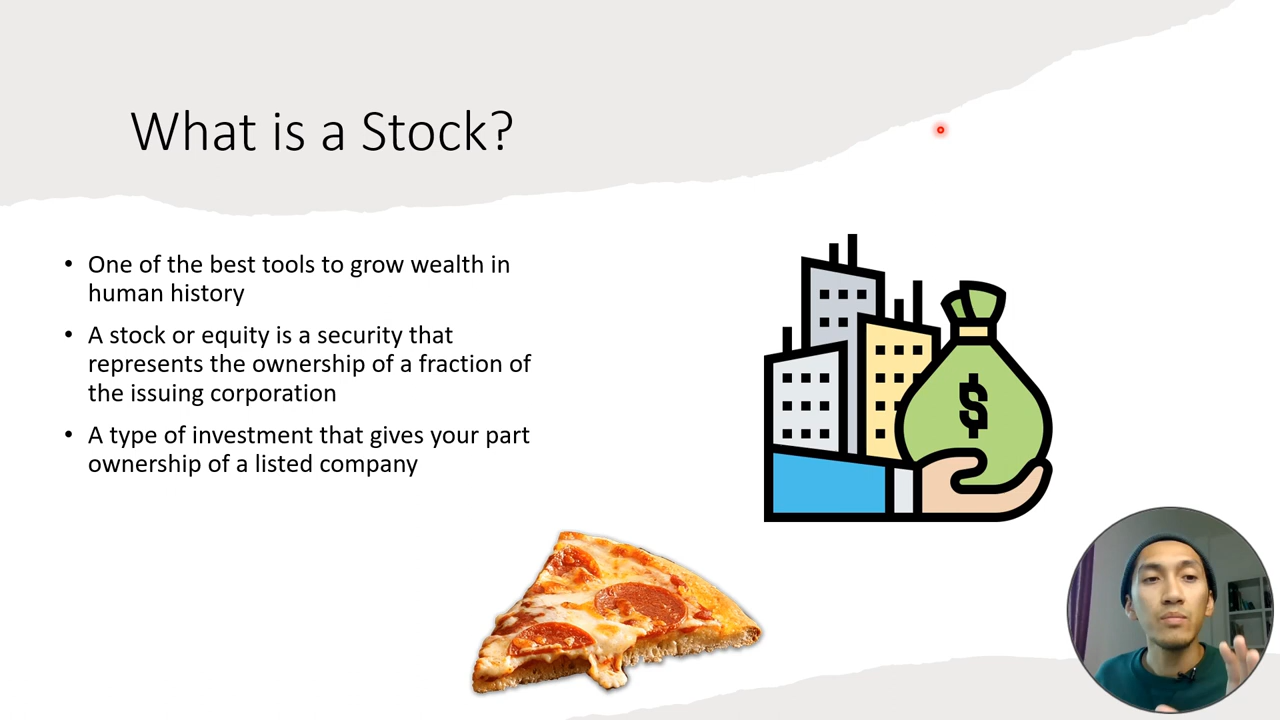 What is a Stock?
• One of the best tools to grow wealth in
human history
• A stock or equity is a security that
represents the ownership of a fraction of
the issuing corporation
• A type of investment that gives your part
ownership of a listed company
$